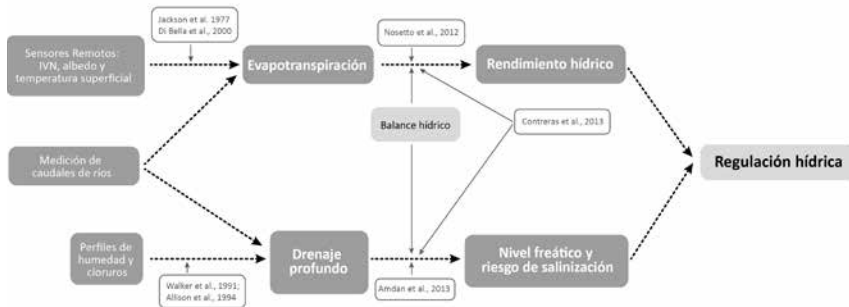 Jackson et al. 1977
Di Bella et al., 2000
Nosetto et al., 2012
Sensores Remotos:
IVN, albedo y
temperatura superficial
Evapotranspiración
Rendimiento hídrico
Balance hídrico
Contreras et al., 2013
Medición de
caudales de ríos
Regulación hídrica
Perfiles de
humedad y
cloruros
Drenaje
profundo
Nivel freático y
riesgo de salinización
Walker et al., 1991;
Allison et al., 1994
Amdan et al., 2013